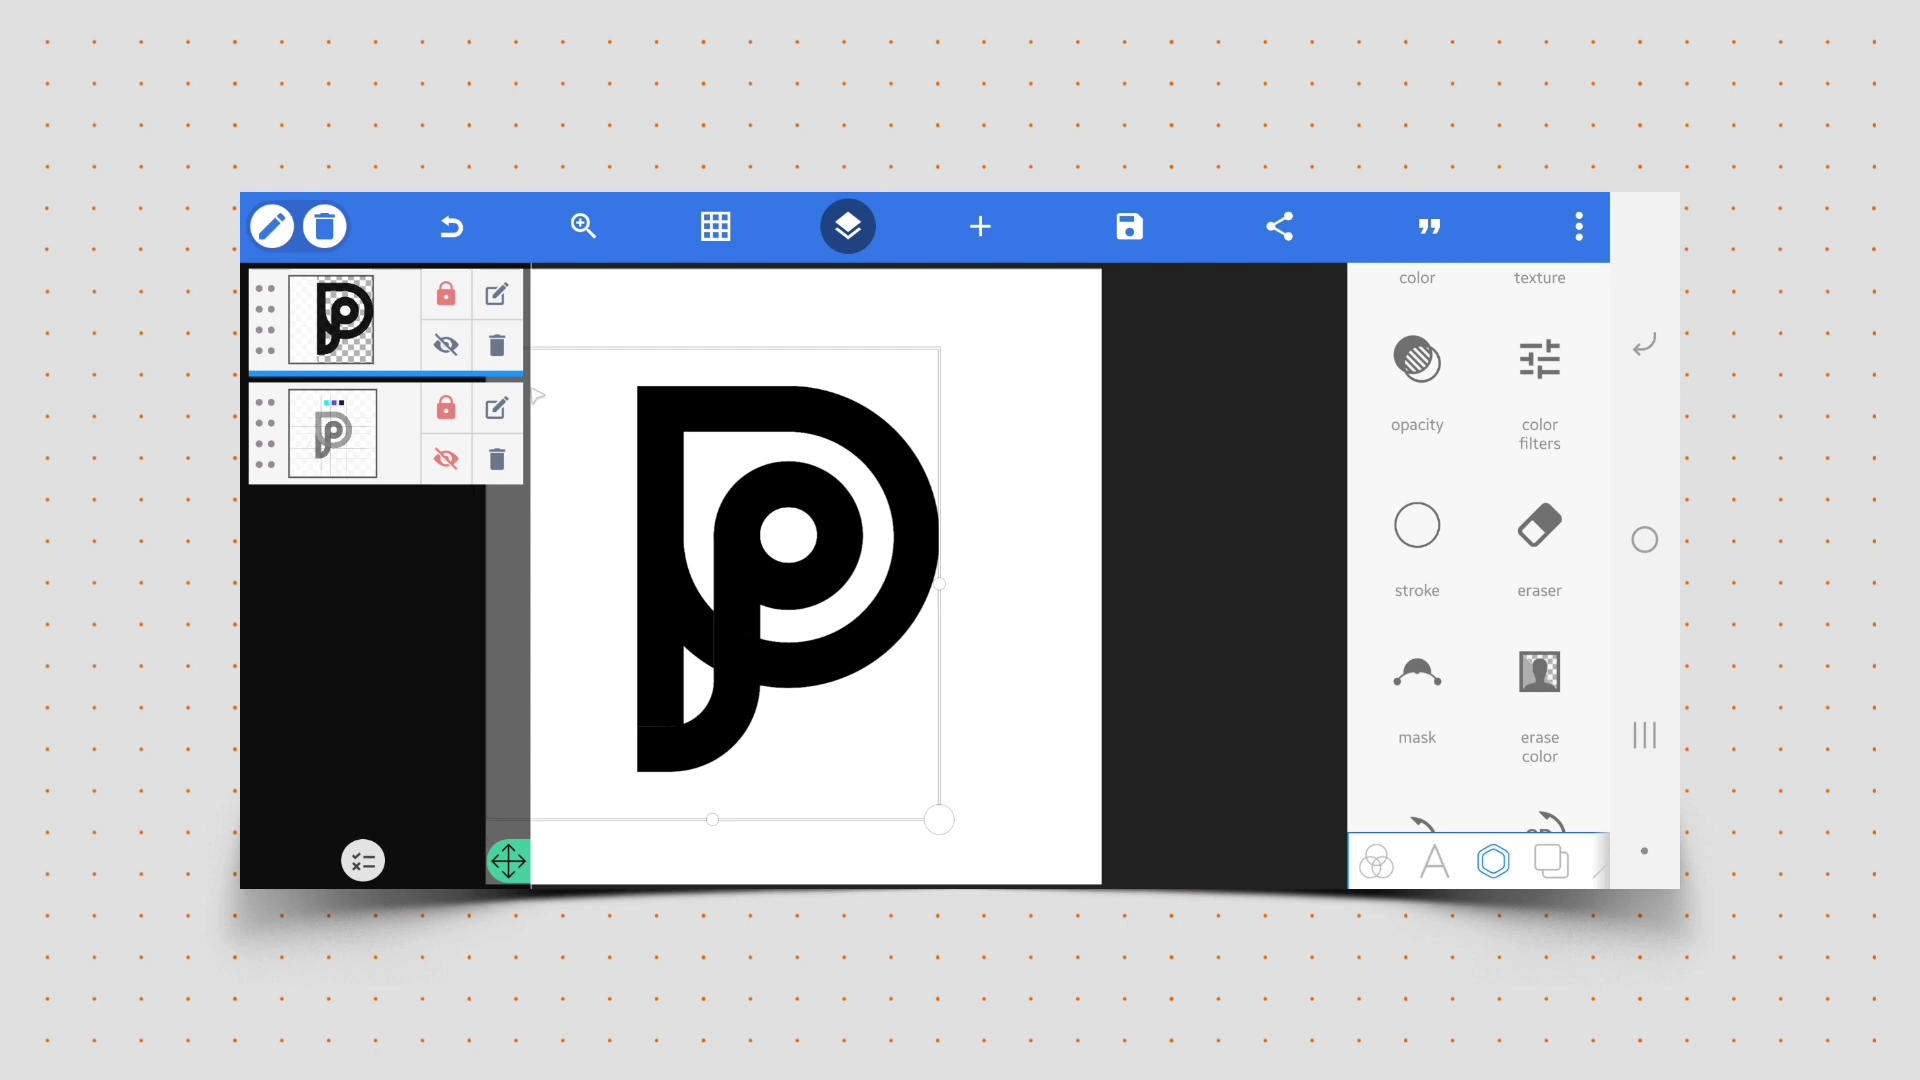 color
texture
opacity
color
filters
stroke
eraser
mask
erase
color